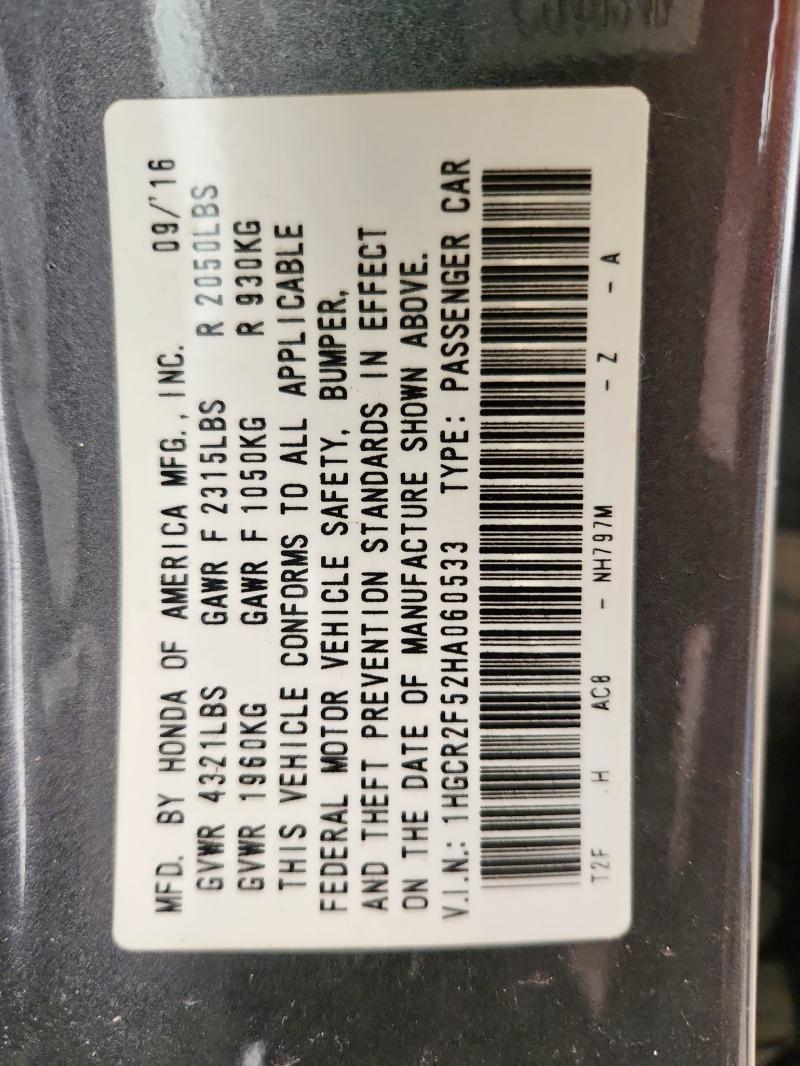 MFD. BY HONDA OF AMERICA MFG., INC. 09/'16
GVWR 4321LBS GAWR F 2315LBS R 2050LBS
GVWR 1960KG GAWR F 1050KG R 930KG
THIS VEHICLE CONFORMS TO ALL APPLICABLE
FEDERAL MOTOR VEHICLE SAFETY, BUMPER,
AND THEFT PREVENTION STANDARDS IN EFFECT
ON THE DATE OF MANUFACTURE SHOWN ABOVE.
V.I.N.: 1HGCR2F52HA060533 TYPE: PASSENGER CAR
T2F H AC8 - NH797M - Z - A